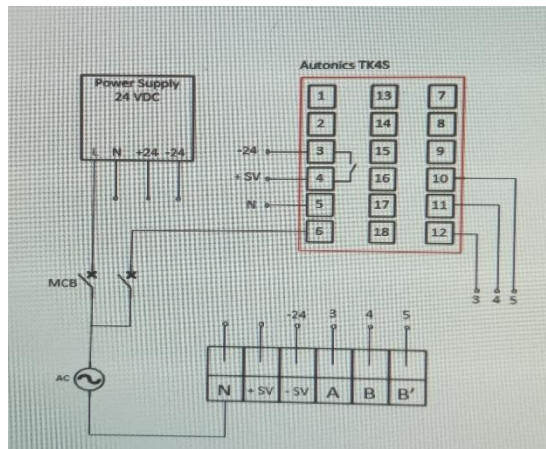 Autonics TK4S
Power Supply
24 VDC
L N +24 -24
1 13 7
2 14 8
-24 3 15 9
+ SV 4 16 10
N 5 17 11
6 18 12
MCB
3 4 5
-24 3 4 5
AC
N + SV - SV A B B'